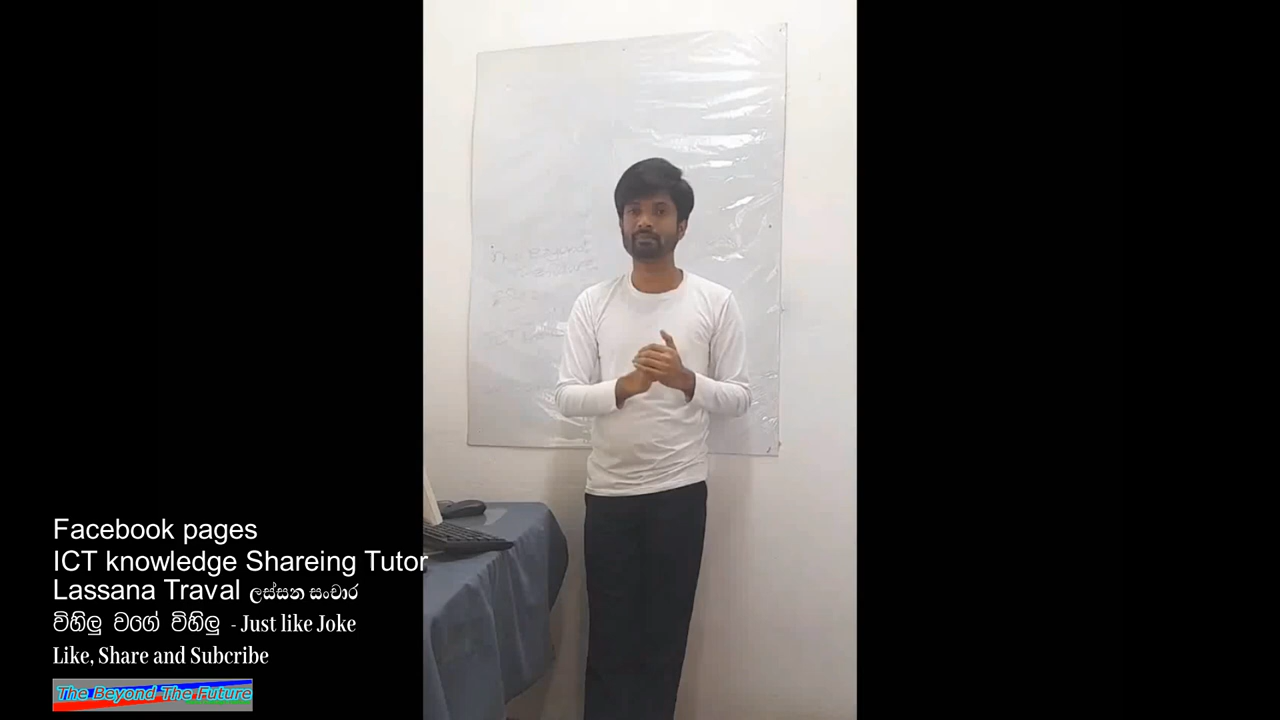 Facebook pages
ICT knowledge Shareing Tutor
Lassana Traval ලස්සන සංචාර
විහිලු වගේ විහිලු - Just like Joke
Like, Share and Subcribe
The Beyond The Future